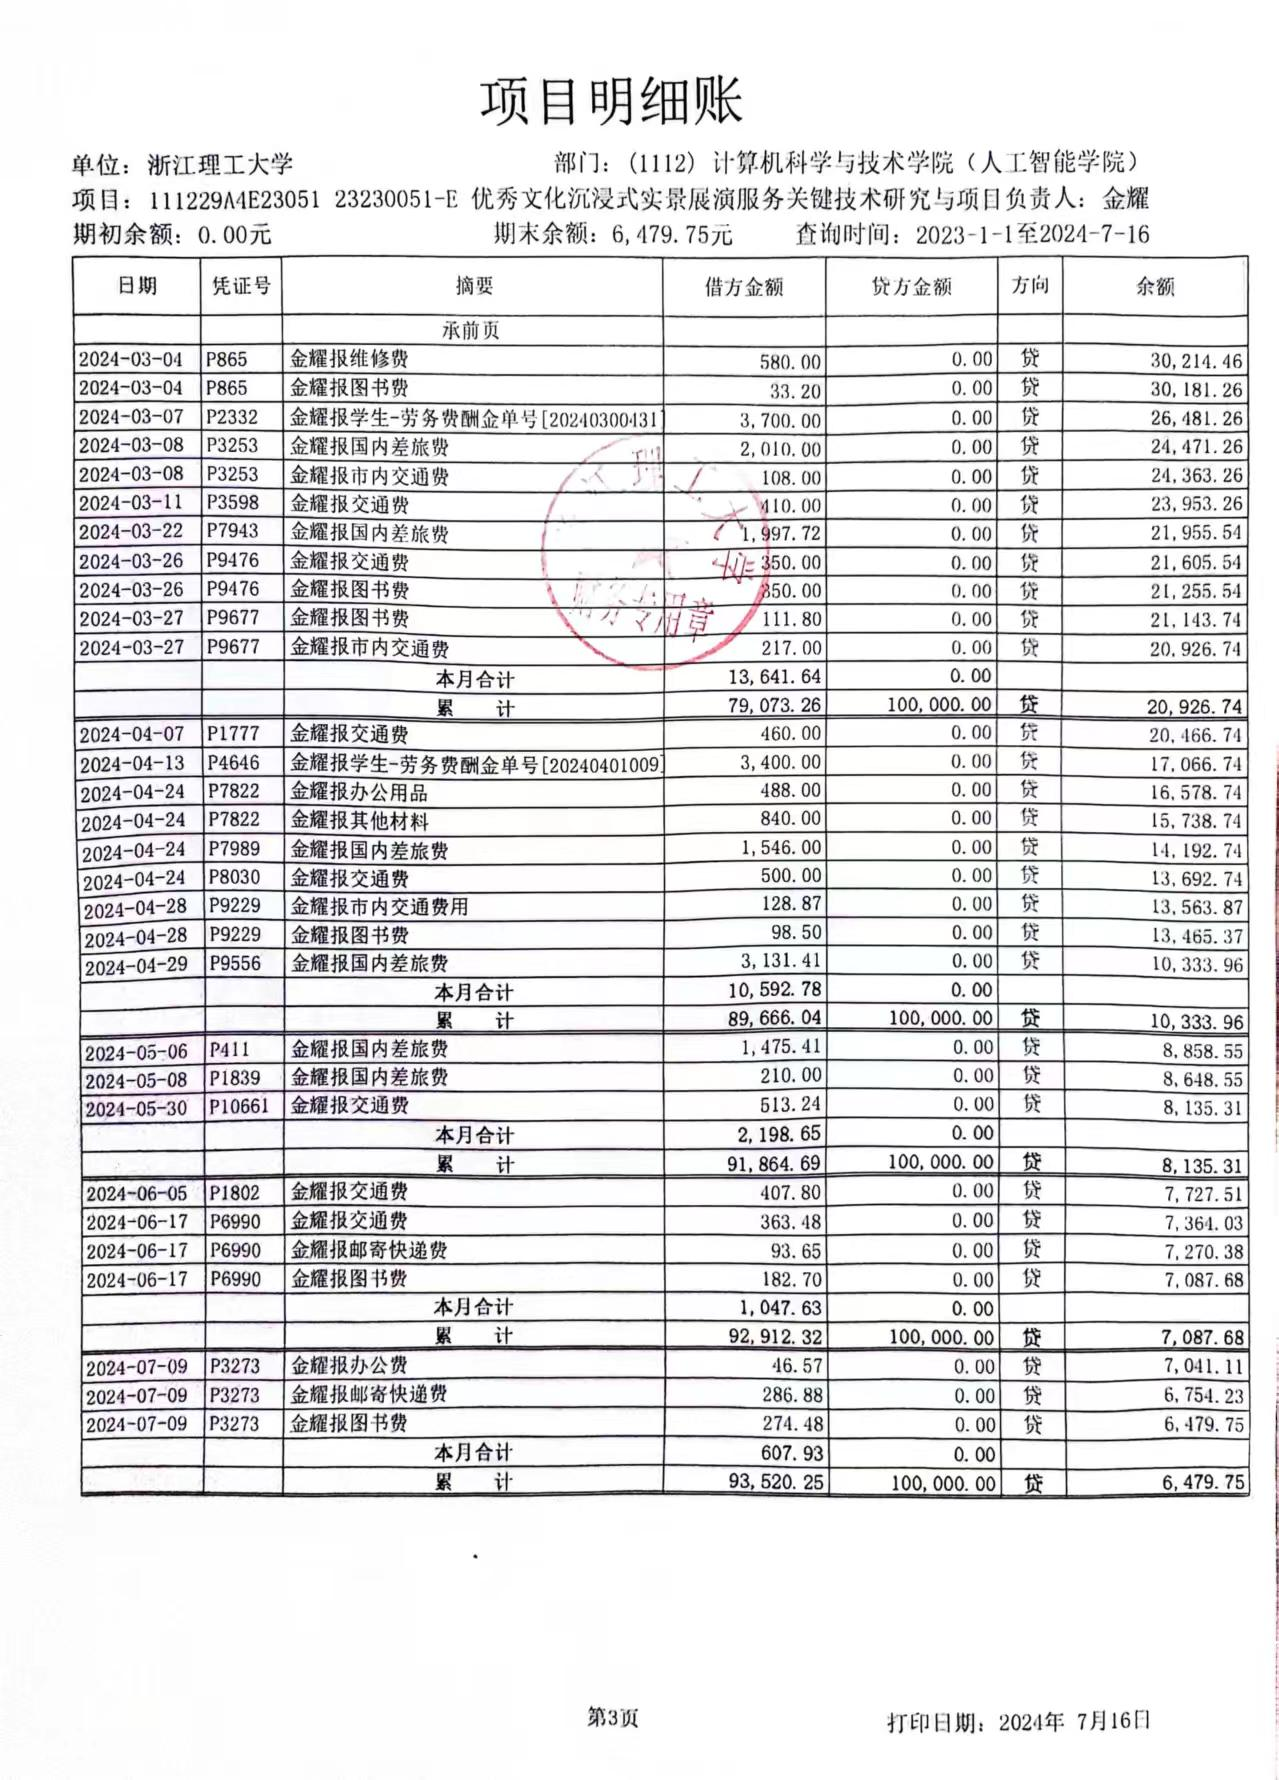 项目明细账
单位：浙江理工大学 部门：(1112) 计算机科学与技术学院（人工智能学院）
项目：111229A4E23051 23230051-E 优秀文化沉浸式实景展演服务关键技术研究与项目负责人：金耀
期初余额：0.00元 期末余额：6,479.75元 查询时间：2023-1-1至2024-7-16
日期 凭证号 摘要 借方金额 贷方金额 方向 余额
承前页
2024-03-04 P865 金耀报维修费 580.00 0.00 贷 30,214.46
2024-03-04 P865 金耀报图书费 33.20 0.00 贷 30,181.26
2024-03-07 P2332 金耀报学生-劳务费酬金单号[20240300431] 3,700.00 0.00 贷 26,481.26
2024-03-08 P3253 金耀报国内差旅费 2,010.00 0.00 贷 24,471.26
2024-03-08 P3253 金耀报市内交通费 108.00 0.00 贷 24,363.26
2024-03-11 P3598 金耀报交通费 410.00 0.00 贷 23,953.26
2024-03-22 P7943 金耀报国内差旅费 1,997.72 0.00 贷 21,955.54
2024-03-26 P9476 金耀报交通费 350.00 0.00 贷 21,605.54
2024-03-26 P9476 金耀报图书费 350.00 0.00 贷 21,255.54
2024-03-27 P9677 金耀报图书费 111.80 0.00 贷 21,143.74
2024-03-27 P9677 金耀报市内交通费 217.00 0.00 贷 20,926.74
本月合计 13,641.64 0.00
累 计 79,073.26 100,000.00 贷 20,926.74
2024-04-07 P1777 金耀报交通费 460.00 0.00 贷 20,466.74
2024-04-13 P4646 金耀报学生-劳务费酬金单号[20240401009] 3,400.00 0.00 贷 17,066.74
2024-04-24 P7822 金耀报办公用品 488.00 0.00 贷 16,578.74
2024-04-24 P7822 金耀报其他材料 840.00 0.00 贷 15,738.74
2024-04-24 P7989 金耀报国内差旅费 1,546.00 0.00 贷 14,192.74
2024-04-24 P8030 金耀报交通费 500.00 0.00 贷 13,692.74
2024-04-28 P9229 金耀报市内交通费用 128.87 0.00 贷 13,563.87
2024-04-28 P9229 金耀报图书费 98.50 0.00 贷 13,465.37
2024-04-29 P9556 金耀报国内差旅费 3,131.41 0.00 贷 10,333.96
本月合计 10,592.78 0.00
累 计 89,666.04 100,000.00 贷 10,333.96
2024-05-06 P411 金耀报国内差旅费 1,475.41 0.00 贷 8,858.55
2024-05-08 P1839 金耀报国内差旅费 210.00 0.00 贷 8,648.55
2024-05-30 P10661 金耀报交通费 513.24 0.00 贷 8,135.31
本月合计 2,198.65 0.00
累 计 91,864.69 100,000.00 贷 8,135.31
2024-06-05 P1802 金耀报交通费 407.80 0.00 贷 7,727.51
2024-06-17 P6990 金耀报交通费 363.48 0.00 贷 7,364.03
2024-06-17 P6990 金耀报邮寄快递费 93.65 0.00 贷 7,270.38
2024-06-17 P6990 金耀报图书费 182.70 0.00 贷 7,087.68
本月合计 1,047.63 0.00
累 计 92,912.32 100,000.00 贷 7,087.68
2024-07-09 P3273 金耀报办公费 46.57 0.00 贷 7,041.11
2024-07-09 P3273 金耀报邮寄快递费 286.88 0.00 贷 6,754.23
2024-07-09 P3273 金耀报图书费 274.48 0.00 贷 6,479.75
本月合计 607.93 0.00
累 计 93,520.25 100,000.00 贷 6,479.75
江理工大学
财务专用章
第3页 打印日期：2024年 7月16日